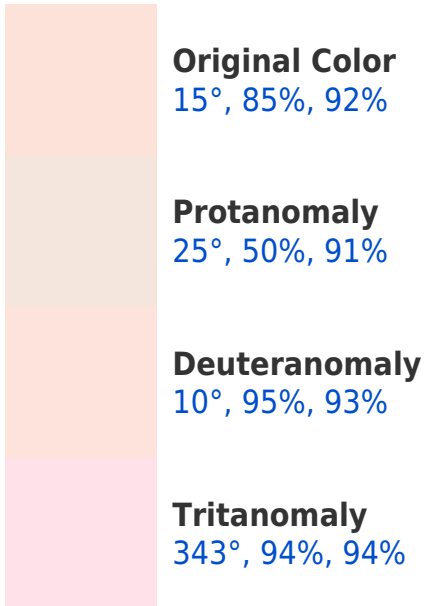 Original Color
15°, 85%, 92%
Protanomaly
25°, 50%, 91%
Deuteranomaly
10°, 95%, 93%
Tritanomaly
343°, 94%, 94%